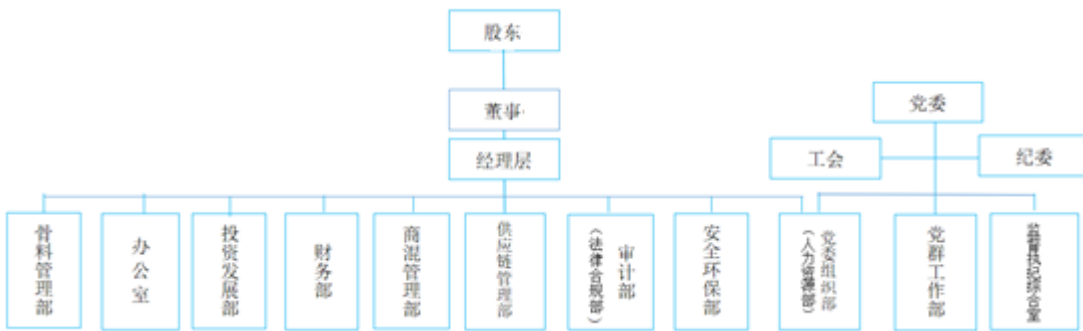 股东
董事
党委
经理层
工会
纪委
骨料管理部
办公室
投资发展部
财务部
商混管理部
供应链管理部
审计部
(法律合规部)
安全环保部
党委组织部
(人力资源部)
党群工作部
监督执纪综合室